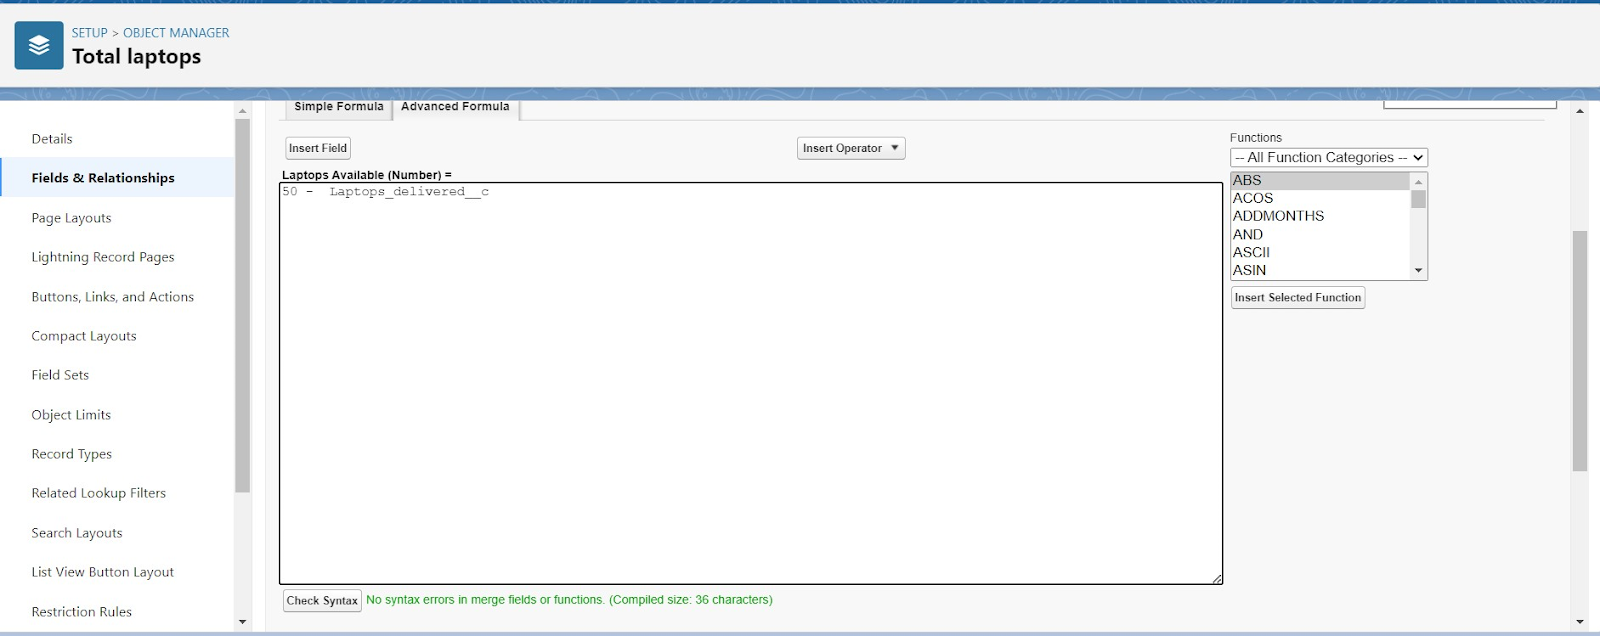 SETUP > OBJECT MANAGER
Total laptops
Details
Fields & Relationships
Page Layouts
Lightning Record Pages
Buttons, Links, and Actions
Compact Layouts
Field Sets
Object Limits
Record Types
Related Lookup Filters
Search Layouts
List View Button Layout
Restriction Rules
Simple Formula
Advanced Formula
Insert Field
Insert Operator
Laptops Available (Number) =
50 -  Laptops_delivered__c
Check Syntax
No syntax errors in merge fields or functions. (Compiled size: 36 characters)
Functions
-- All Function Categories --
ABS
ACOS
ADDMONTHS
AND
ASCII
ASIN
Insert Selected Function